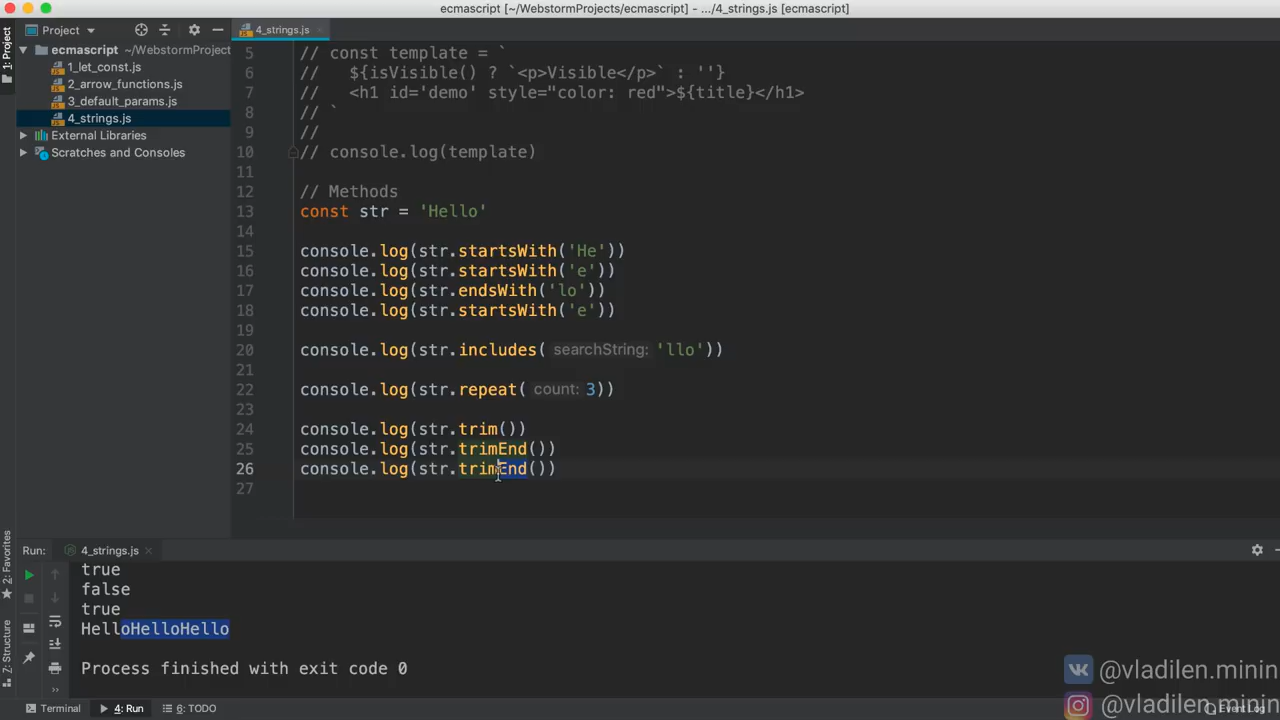 ecmascript [~/WebstormProjects/ecmascript] - .../4_strings.js [ecmascript]
Project
4_strings.js
1: Project
ecmascript ~/WebstormProject
1_let_const.js
2_arrow_functions.js
3_default_params.js
4_strings.js
External Libraries
Scratches and Consoles
5 // const template = `
6 //   ${isVisible() ? `<p>Visible</p>` : ''}
7 //   <h1 id='demo' style="color: red">${title}</h1>
8 // `
9 //
10 // console.log(template)
11
12 // Methods
13 const str = 'Hello'
14
15 console.log(str.startsWith('He'))
16 console.log(str.startsWith('e'))
17 console.log(str.endsWith('lo'))
18 console.log(str.startsWith('e'))
19
20 console.log(str.includes( searchString: 'llo'))
21
22 console.log(str.repeat( count: 3))
23
24 console.log(str.trim())
25 console.log(str.trimEnd())
26 console.log(str.trimEnd())
27
2: Favorites
7: Structure
Run: 4_strings.js
true
false
true
HelloHelloHello
Process finished with exit code 0
@vladilen.minin
@vladilen.minin
Terminal
4: Run
6: TODO
Event Log